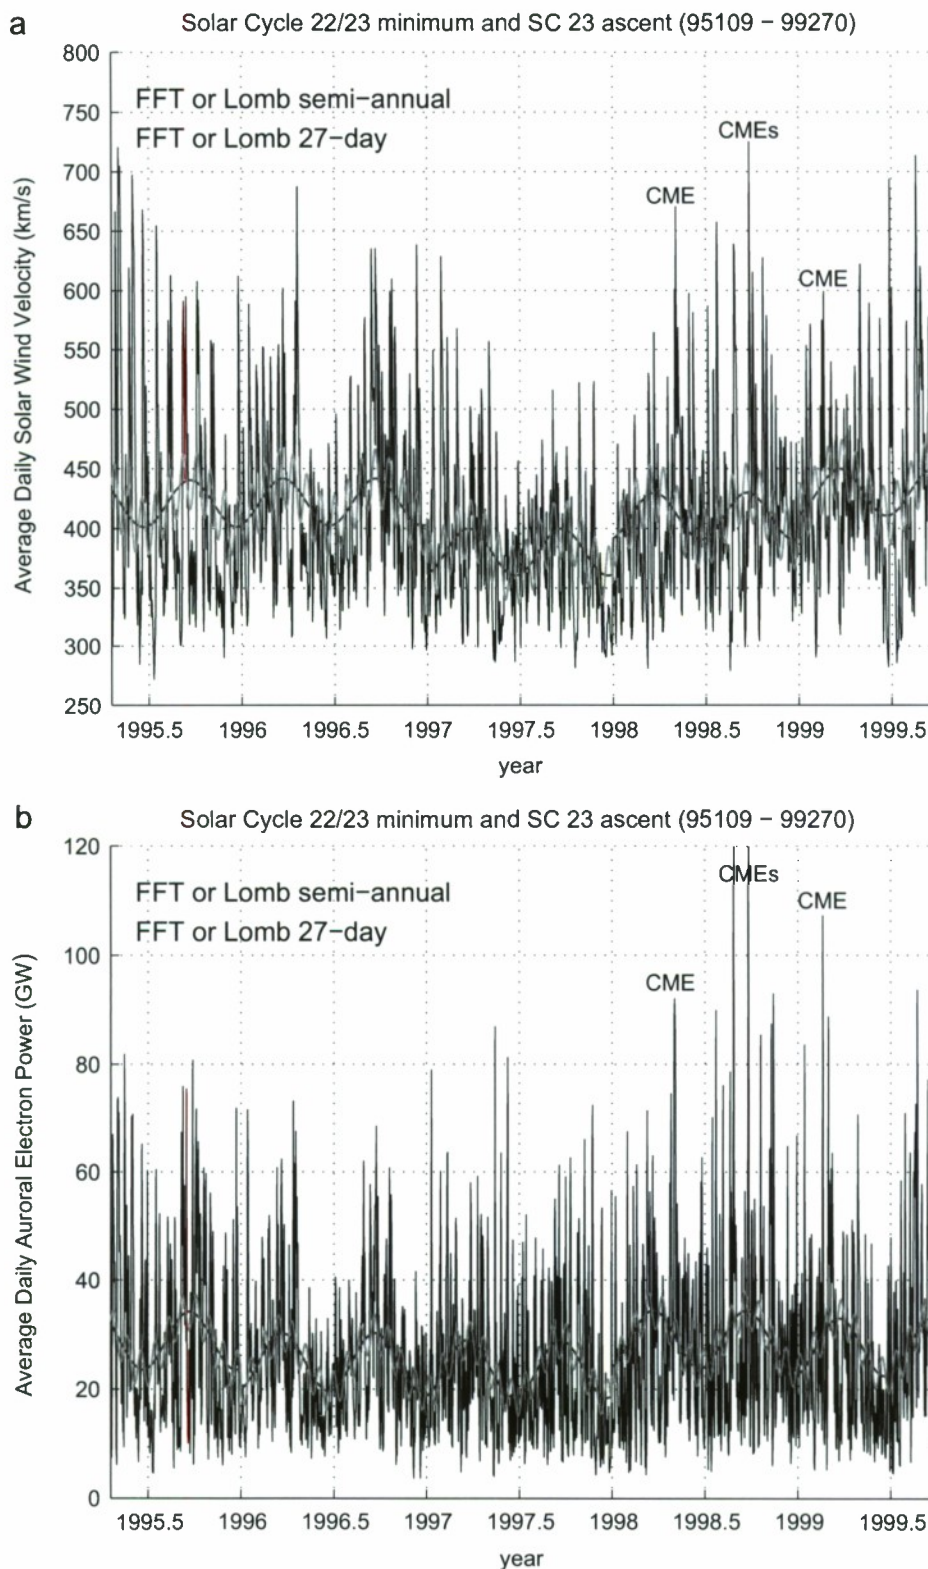 a
Solar Cycle 22/23 minimum and SC 23 ascent (95109 − 99270)
800
750
700
650
600
550
500
450
400
350
300
250
Average Daily Solar Wind Velocity (km/s)
FFT or Lomb semi−annual
FFT or Lomb 27−day
CME
CMEs
CME
1995.5 1996 1996.5 1997 1997.5 1998 1998.5 1999 1999.5
year
b
Solar Cycle 22/23 minimum and SC 23 ascent (95109 − 99270)
120
100
80
60
40
20
0
Average Daily Auroral Electron Power (GW)
FFT or Lomb semi−annual
FFT or Lomb 27−day
CME
CMEs
CME
1995.5 1996 1996.5 1997 1997.5 1998 1998.5 1999 1999.5
year